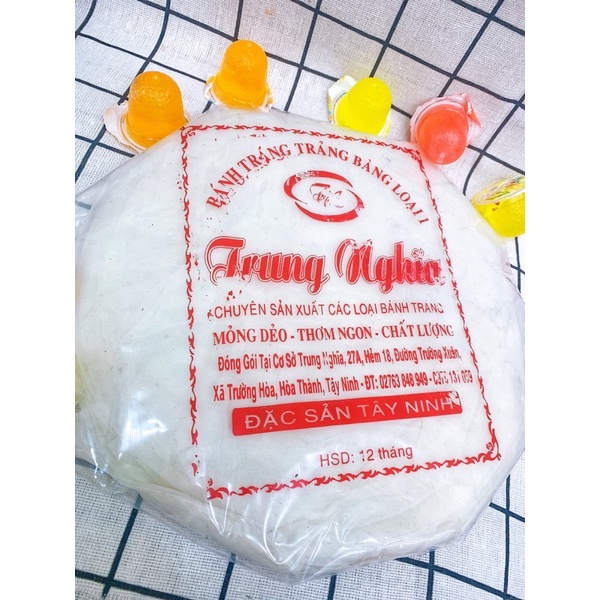 BÁNH TRÁNG TRẢNG BÀNG LOẠI 1
Trung Nghĩa
CHUYÊN SẢN XUẤT CÁC LOẠI BÁNH TRÁNG
MỎNG DẺO - THƠM NGON - CHẤT LƯỢNG
Đóng Gói Tại Cơ Sở Trung Nghĩa, 27A, Hẻm 18, Đường Trường Xuân,
Xã Trường Hòa, Hòa Thành, Tây Ninh - ĐT: 02763 848 949 -
ĐẶC SẢN TÂY NINH
HSD: 12 tháng